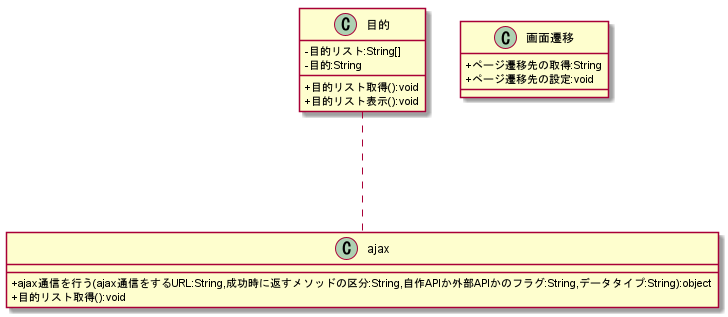 C 目的
-目的リスト:String[]
-目的:String
+目的リスト取得():void
+目的リスト表示():void
C 画面遷移
+ページ遷移先の取得:String
+ページ遷移先の設定:void
C ajax
+ajax通信を行う(ajax通信をするURL:String,成功時に返すメソッドの区分:String,自作APIか外部APIかのフラグ:String,データタイプ:String):object
+目的リスト取得():void